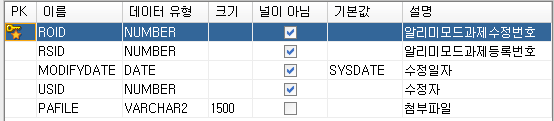 PK 이름 데이터 유형 크기 널이 아님 기본값 설명
ROID NUMBER 알리미모드과제수정번호
RSID NUMBER 알리미모드과제등록번호
MODIFYDATE DATE SYSDATE 수정일자
USID NUMBER 수정자
PAFILE VARCHAR2 1500 첨부파일